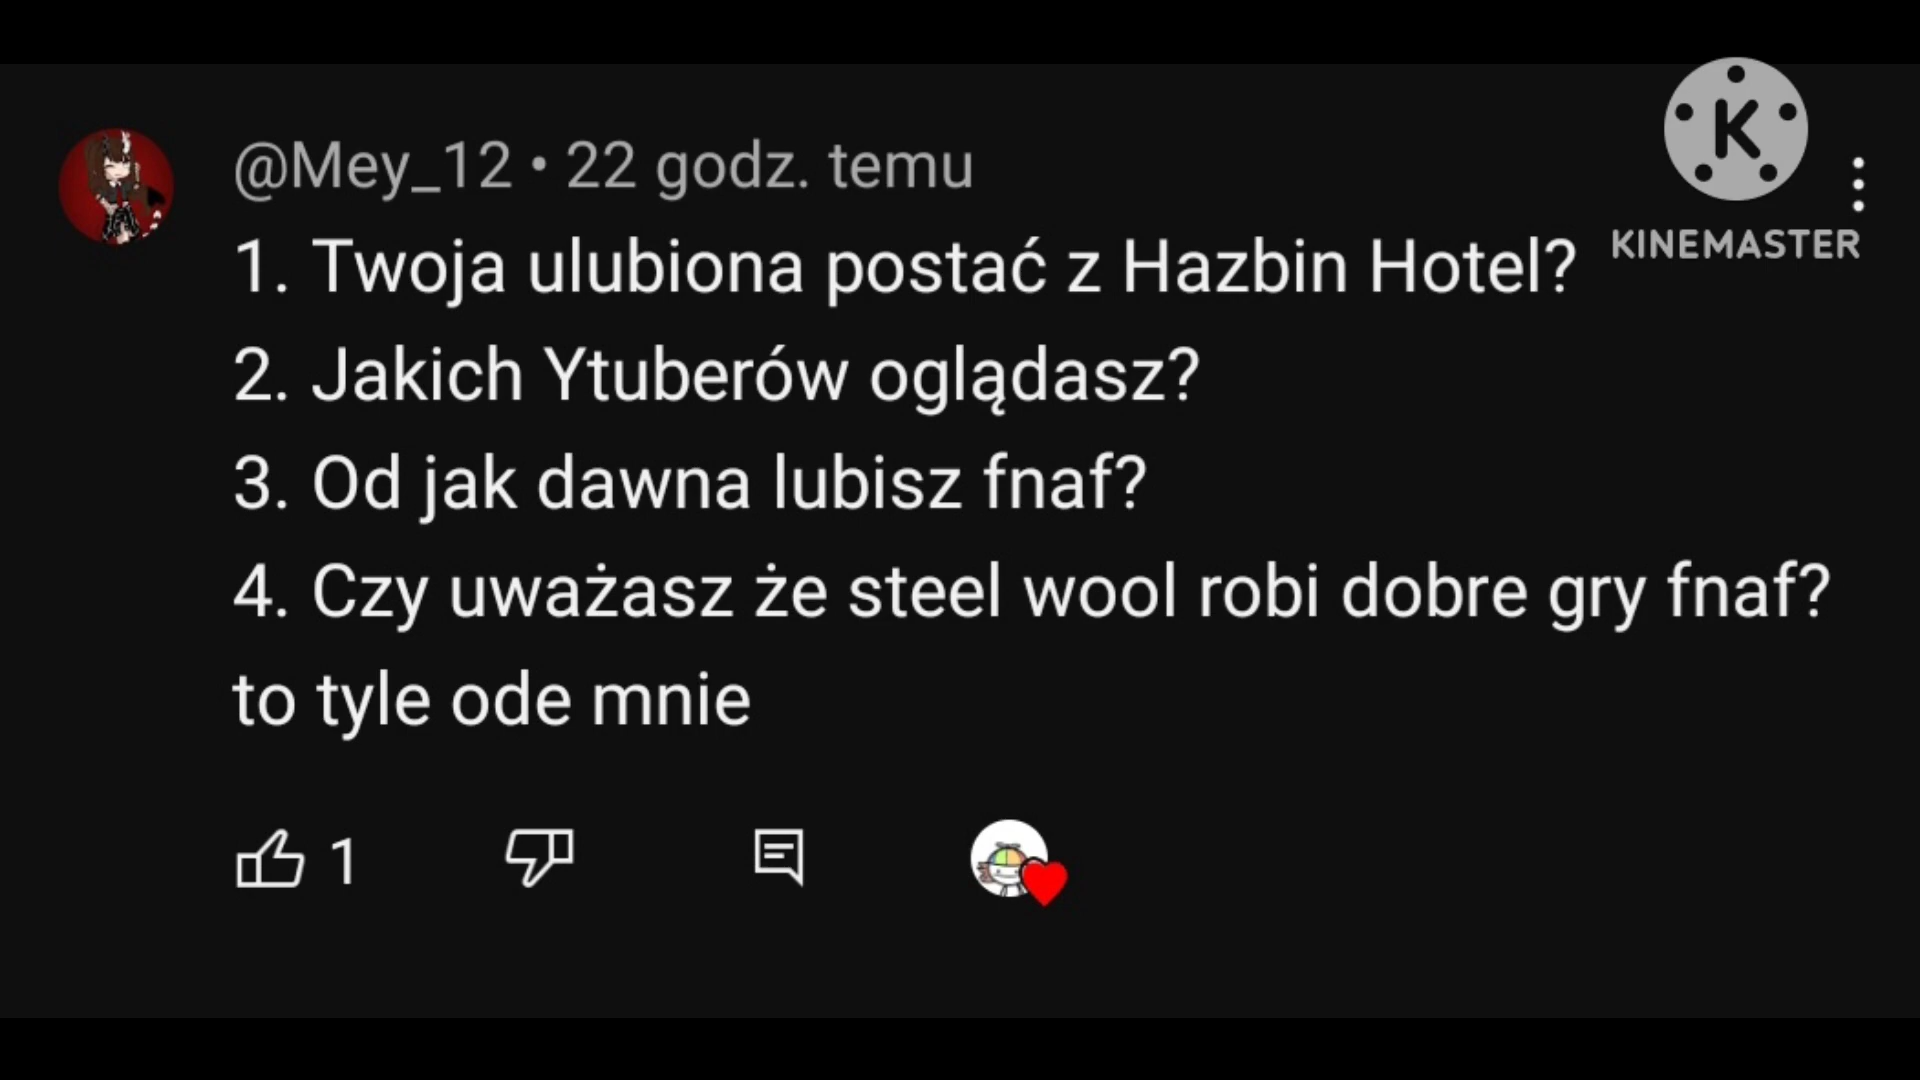 @Mey_12 • 22 godz. temu
K
KINEMASTER
1. Twoja ulubiona postać z Hazbin Hotel?
2. Jakich Ytuberów oglądasz?
3. Od jak dawna lubisz fnaf?
4. Czy uważasz że steel wool robi dobre gry fnaf?
to tyle ode mnie
1